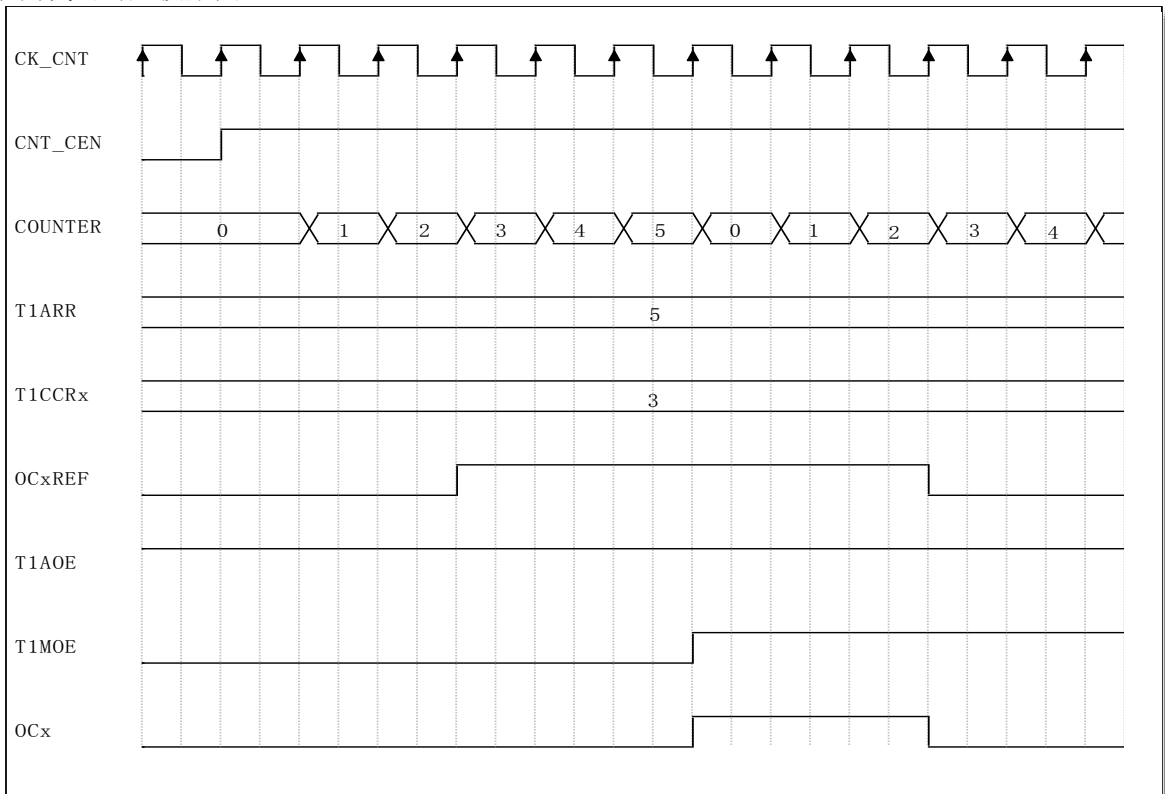 CK_CNT
CNT_CEN
COUNTER 0 1 2 3 4 5 0 1 2 3 4
T1ARR 5
T1CCRx 3
OCxREF
T1AOE
T1MOE
OCx